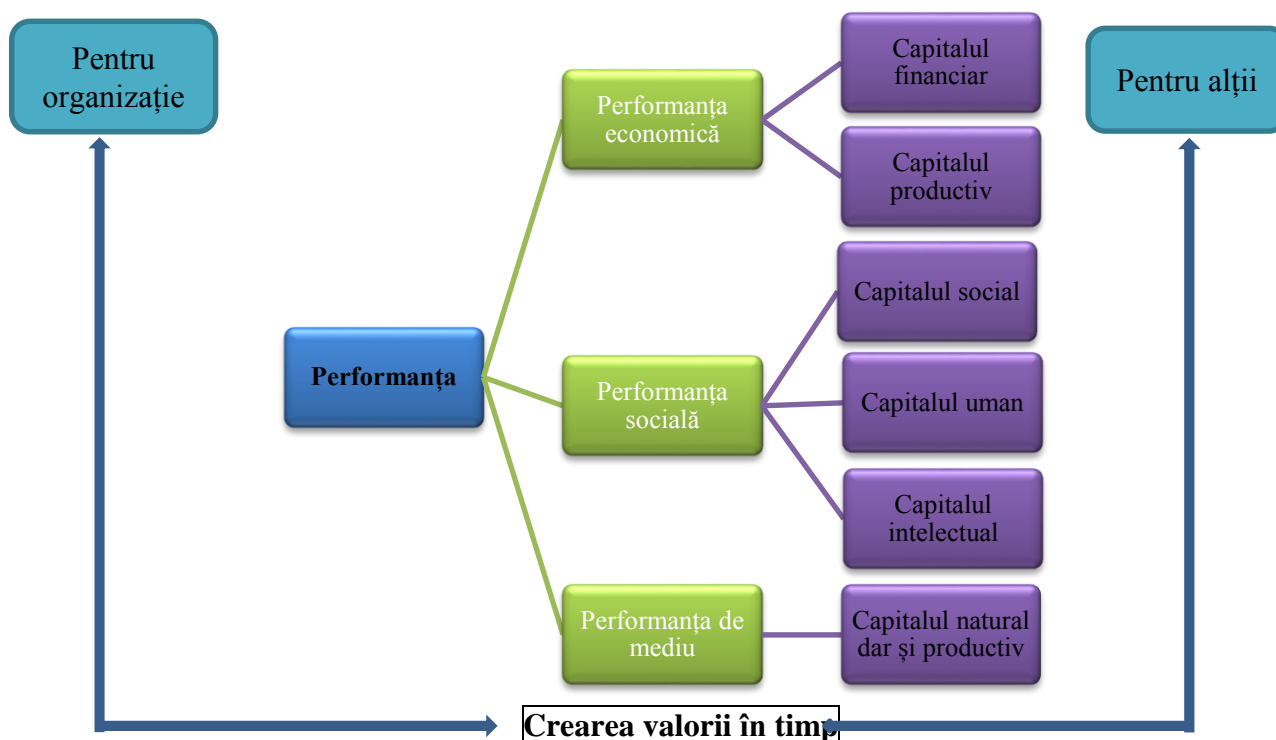 Pentru
organizație
Pentru alții
Performanța
Performanța
economică
Capitalul
financiar
Capitalul
productiv
Performanța
socială
Capitalul social
Capitalul uman
Capitalul
intelectual
Performanța de
mediu
Capitalul natural
dar și productiv
Crearea valorii în timp